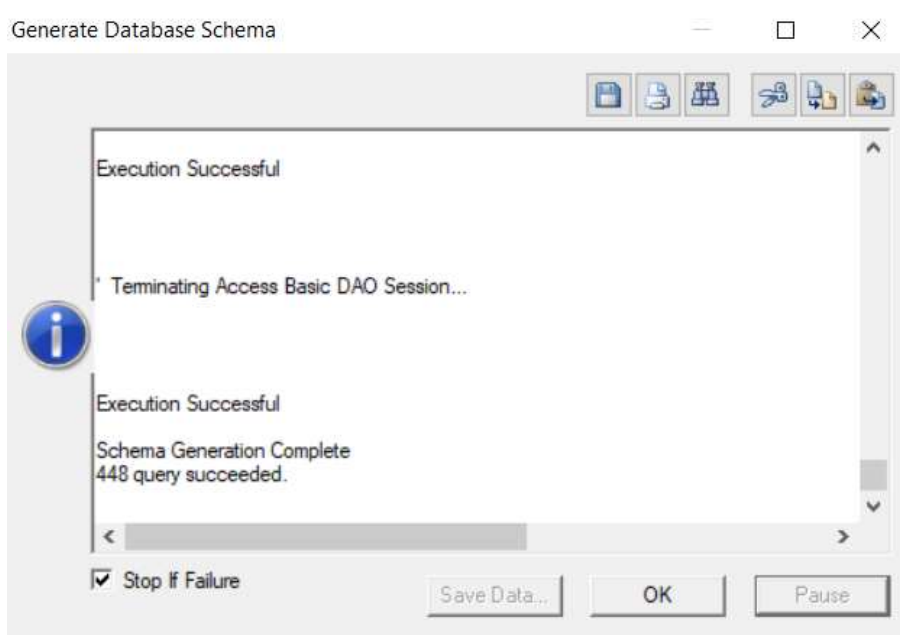 Generate Database Schema
Execution Successful
' Terminating Access Basic DAO Session...
Execution Successful
Schema Generation Complete
448 query succeeded.
Stop If Failure
Save Data...
OK
Pause